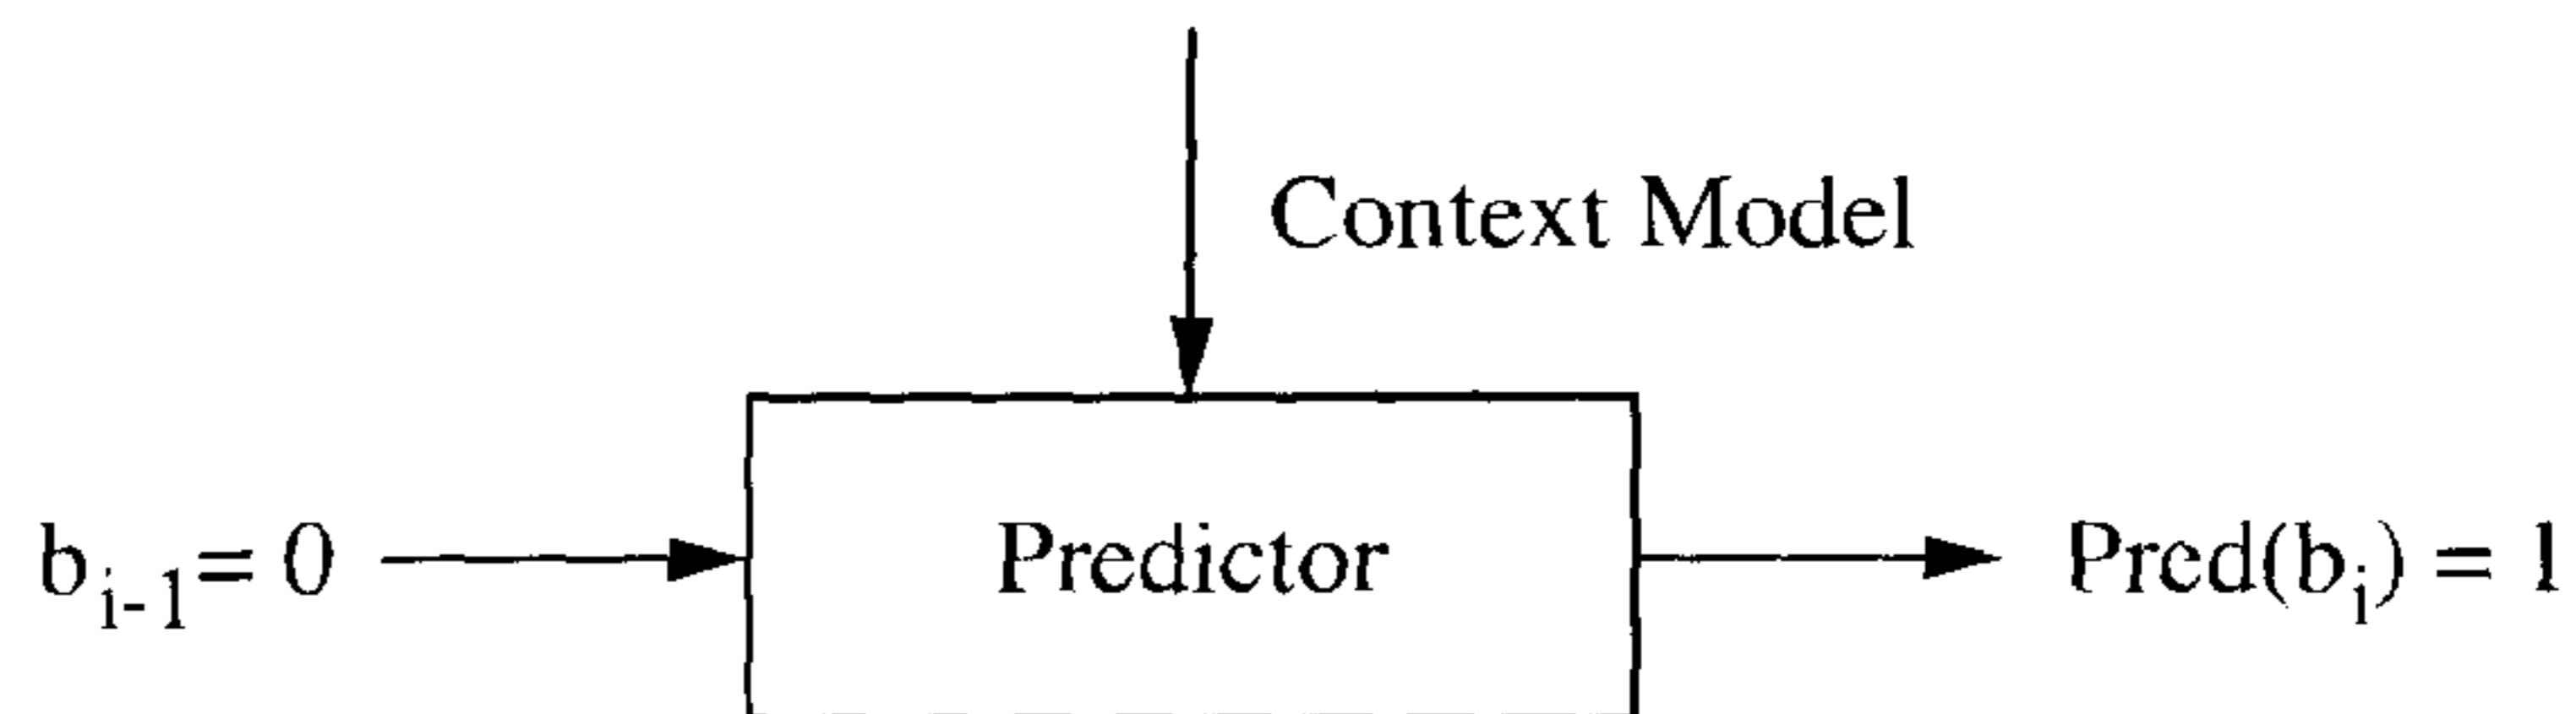 Context Model
b_{i-1} = 0
Predictor
Pred(b_i) = 1